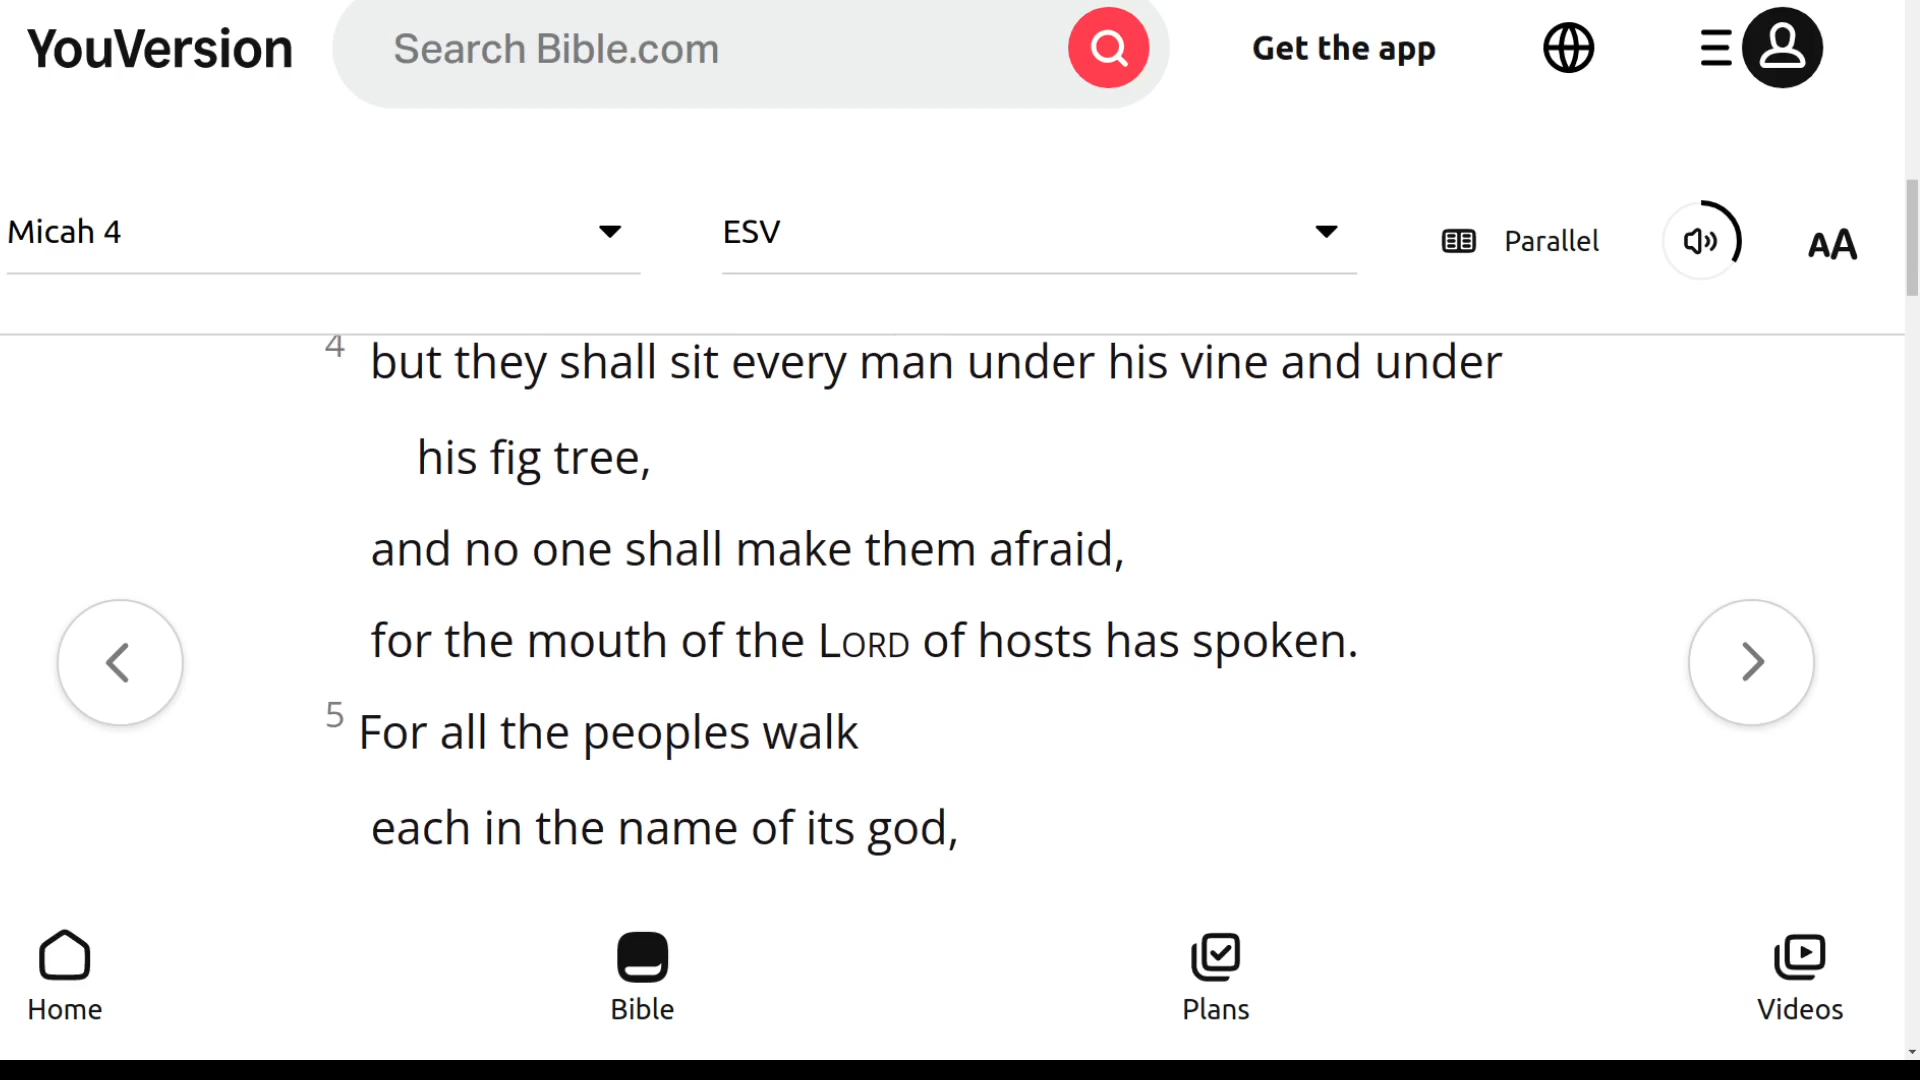 YouVersion
Search Bible.com
Get the app
Micah 4
ESV
Parallel
AA
4 but they shall sit every man under his vine and under
his fig tree,
and no one shall make them afraid,
for the mouth of the LORD of hosts has spoken.
5 For all the peoples walk
each in the name of its god,
Home
Bible
Plans
Videos